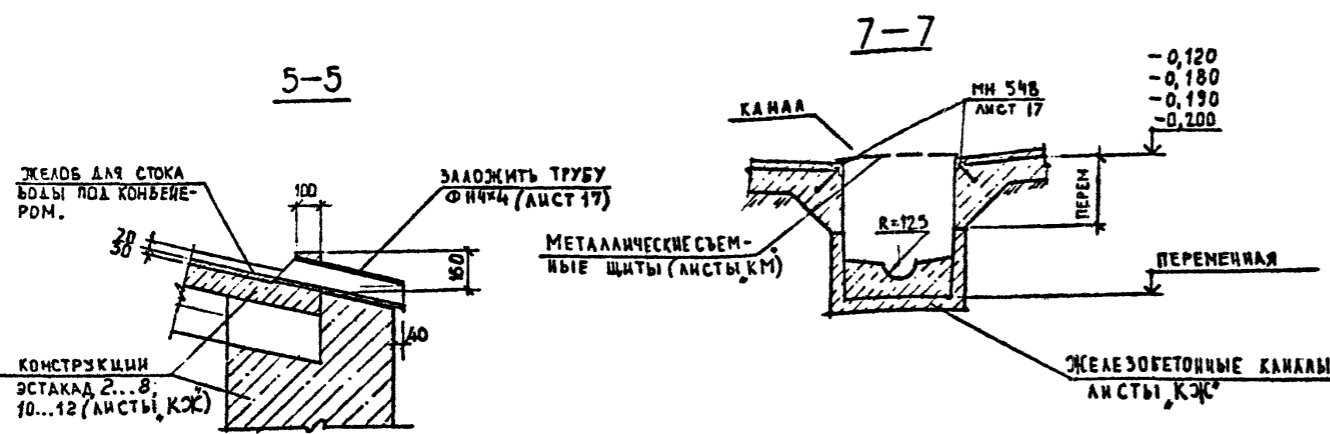 5–5
ЖЕЛОБ ДЛЯ СТОКА
ВОДЫ ПОД КОНВЕЙЕ-
РОМ.
100
ЗАЛОЖИТЬ ТРУБУ
(ЛИСТ 17)
20
30
160
40
КОНСТРУКЦИИ
ЭСТАКАД 2...8;
10...12 (ЛИСТЫ „КЖ")
7–7
КАНАЛ
МН 548
ЛИСТ 17
-0,120
-0,180
-0,190
-0,200
ПЕРЕМ
R=125
МЕТАЛЛИЧЕСКИЕ СЪЕМ-
НЫЕ ЩИТЫ (ЛИСТЫ „КМ")
ПЕРЕМЕННАЯ
ЖЕЛЕЗОБЕТОННЫЕ КАНАЛЫ
ЛИСТЫ „КЖ"